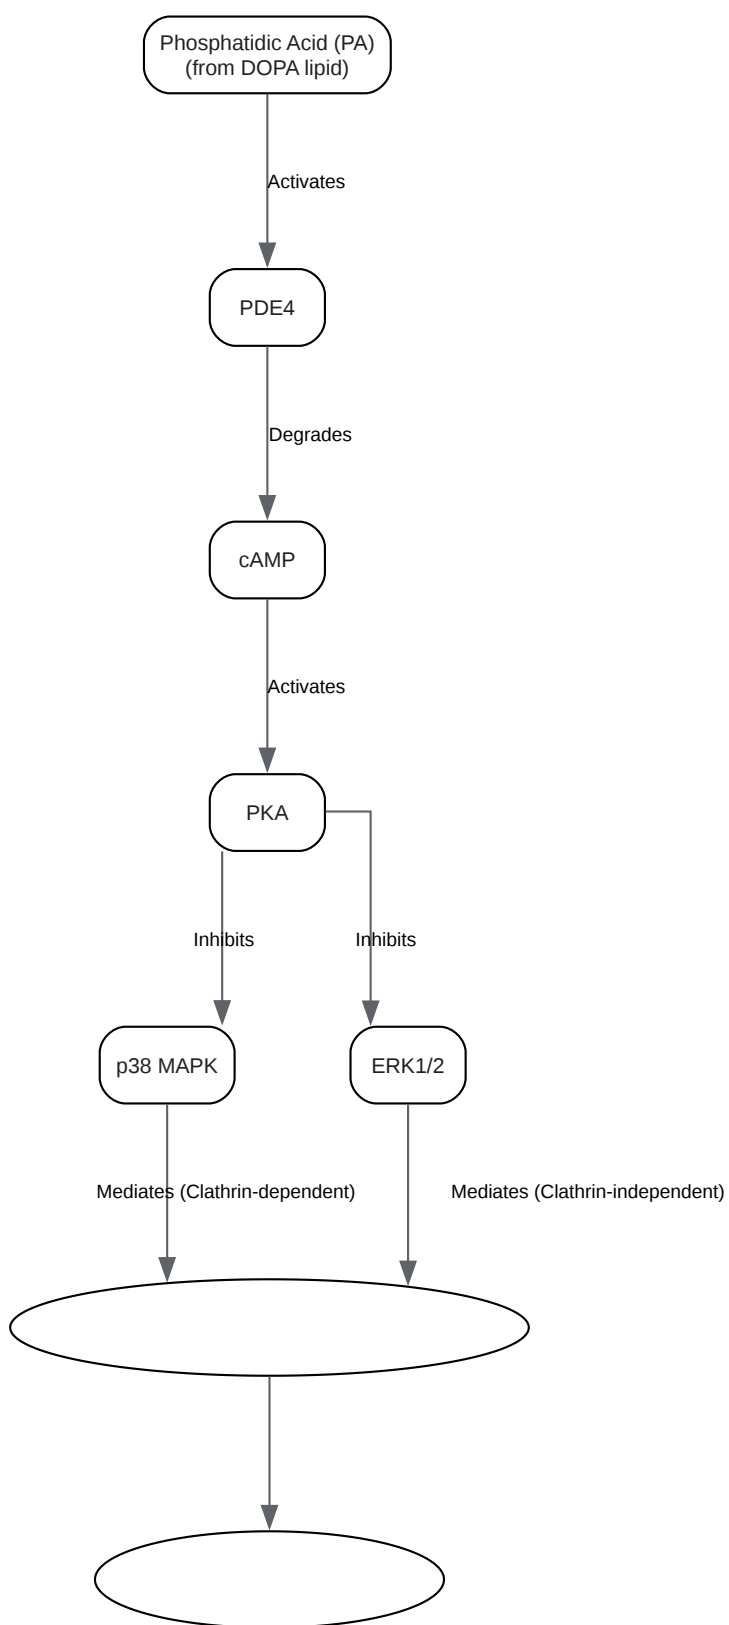 Phosphatidic Acid (PA)
(from DOPA lipid)
Activates
PDE4
Degrades
cAMP
Activates
PKA
Inhibits
Inhibits
p38 MAPK
ERK1/2
Mediates (Clathrin-dependent)
Mediates (Clathrin-independent)